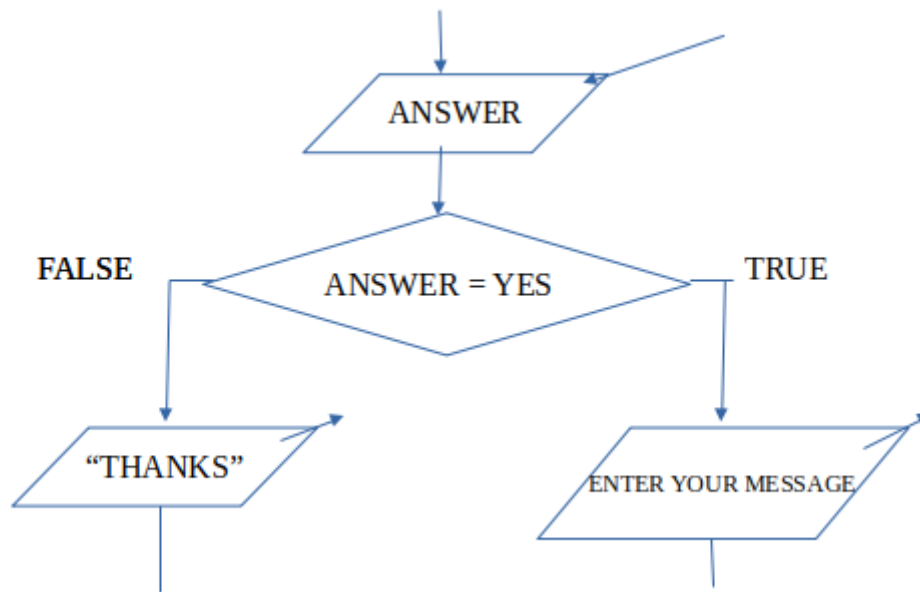 ANSWER
FALSE
ANSWER = YES
TRUE
“THANKS”
ENTER YOUR MESSAGE